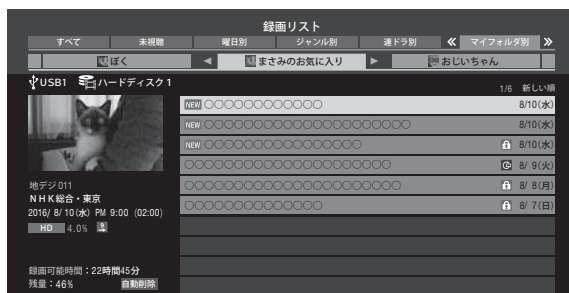 録画リスト
すべて 未視聴 曜日別 ジャンル別 連ドラ別 ≪ マイフォルダ別 ≫
ぼく ◀ まさみのお気に入り ▶ おじいちゃん
USB1 ハードディスク1
1/6 新しい順
NEW 〇〇〇〇〇〇〇〇〇〇〇〇 8/10(水)
NEW 〇〇〇〇〇〇〇〇〇〇〇〇〇〇〇〇〇〇〇〇〇 8/10(水)
NEW 〇〇〇〇〇〇〇〇〇〇〇〇〇〇〇〇 8/10(水)
〇〇〇〇〇〇〇〇〇〇〇〇〇〇〇〇〇〇〇〇〇 8/ 9(火)
〇〇〇〇〇〇〇〇〇〇〇〇〇〇〇〇〇〇〇〇〇〇 8/ 8(月)
〇〇〇〇〇〇〇〇〇〇〇〇〇〇 8/ 7(日)
地デジ011
NHK総合・東京
2016/ 8/10(水) PM 9:00 (02:00)
HD 4.0%
録画可能時間：22時間45分
残量：46% 自動削除